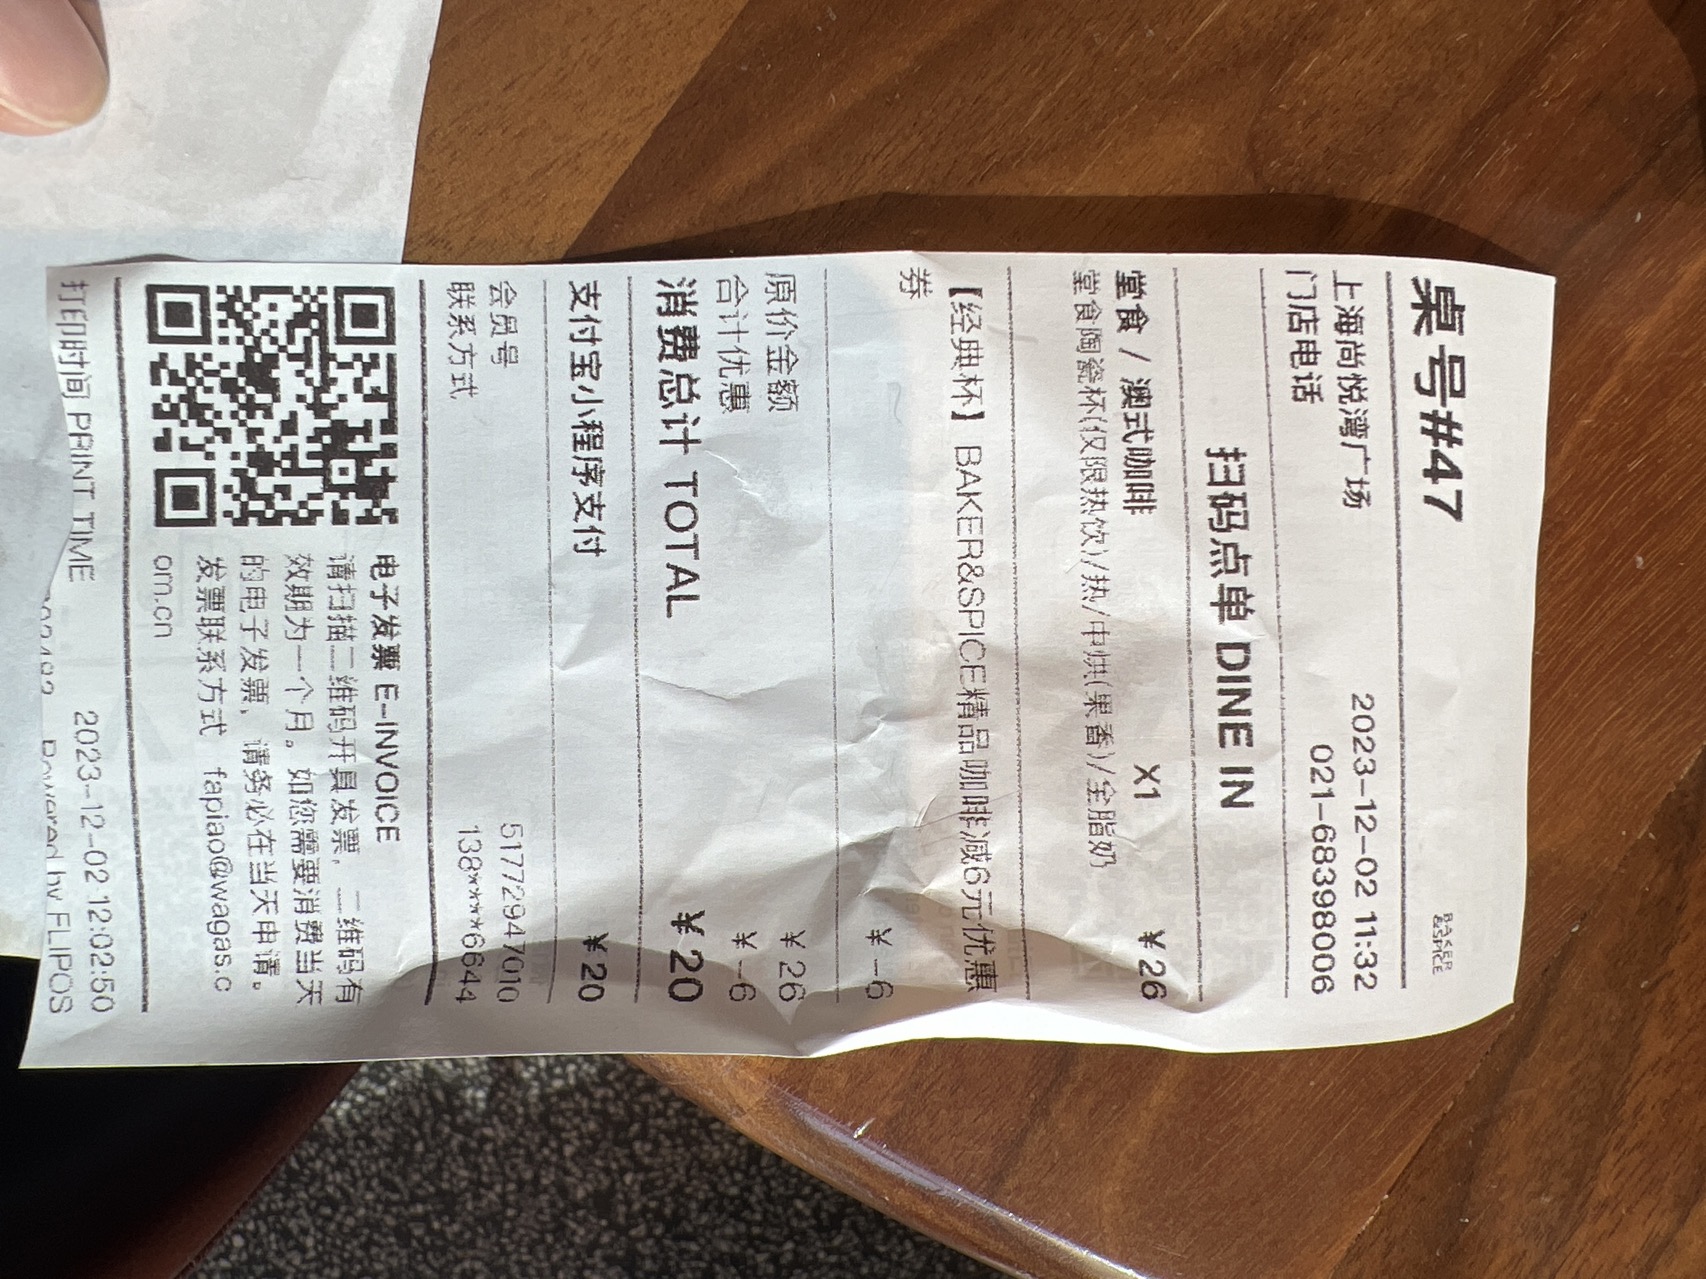 BAKER
&SPICE
桌号#47
上海尚悦湾广场 2023-12-02 11:32
门店电话 021-68398006
扫码点单 DINE IN
堂食 / 澳式咖啡 X1 ¥26
堂食陶瓷杯(仅限热饮)/热/中烘(果香)/全脂奶
【经典杯】BAKER&SPICE精品咖啡减6元优惠
券 ¥-6
原价金额 ¥26
合计优惠 ¥-6
消费总计 TOTAL ¥20
支付宝小程序支付 ¥20
会员号 51772947010
联系方式 138****6644
电子发票 E-INVOICE
请扫描二维码开具发票, 二维码有
效期为一个月。如您需要消费当天
的电子发票, 请务必在当天申请。
发票联系方式 fapiao@wagas.c
om.cn
打印时间 PRINT TIME 2023-12-02 12:02:50
Powered by FLIPOS